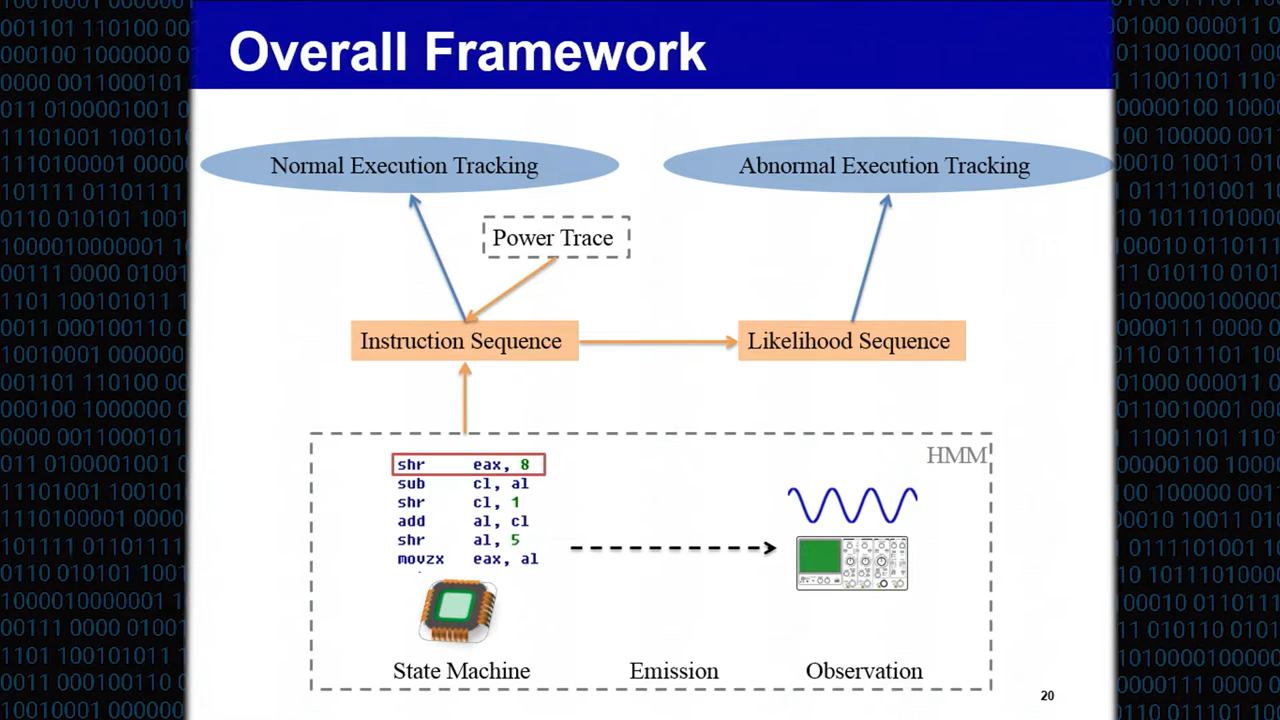 Overall Framework
Normal Execution Tracking
Abnormal Execution Tracking
Power Trace
Instruction Sequence
Likelihood Sequence
HMM
shr eax, 8
sub cl, al
shr cl, 1
add al, cl
shr al, 5
movzx eax, al
State Machine
Emission
Observation
20